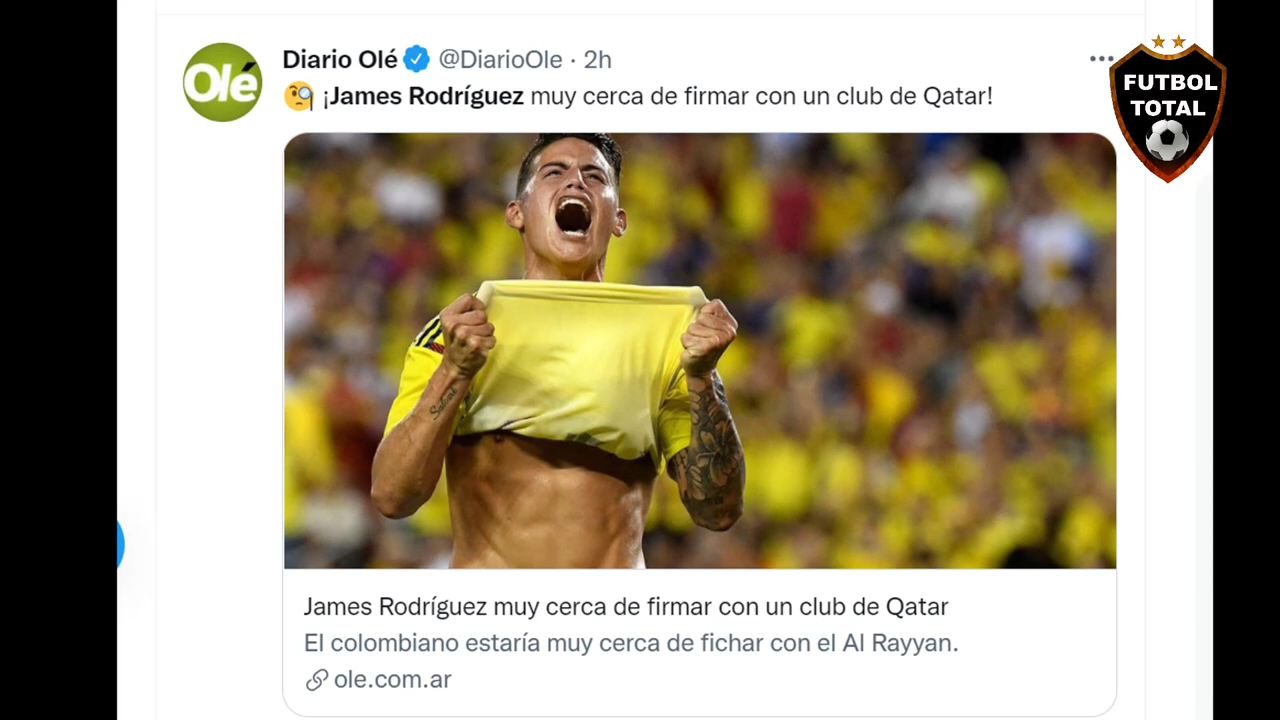 Olé
Diario Olé @DiarioOle · 2h
¡James Rodríguez muy cerca de firmar con un club de Qatar!
FUTBOL
TOTAL
James Rodríguez muy cerca de firmar con un club de Qatar
El colombiano estaría muy cerca de fichar con el Al Rayyan.
ole.com.ar